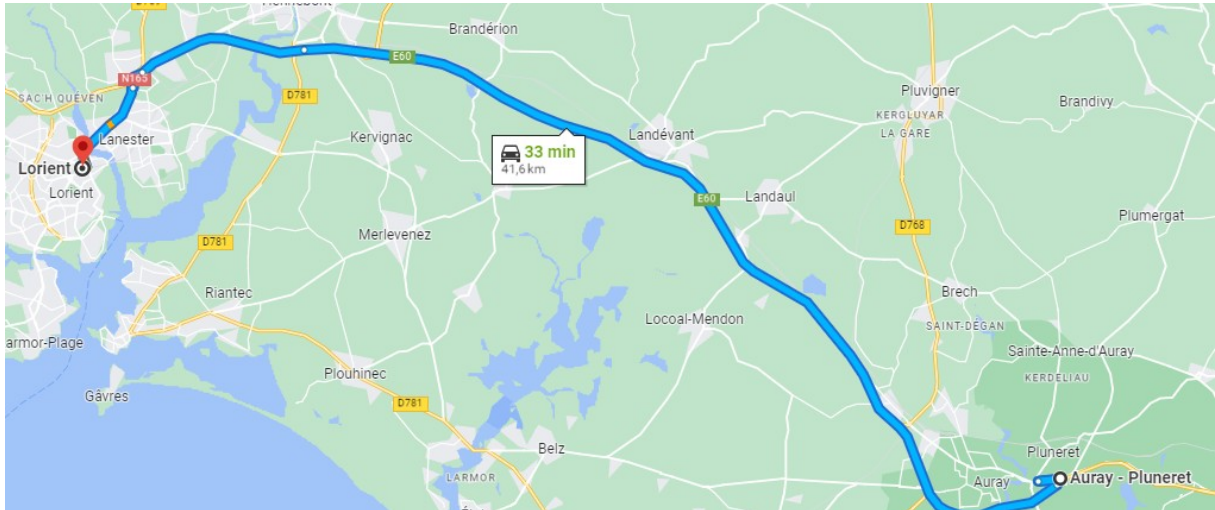 Brandérion
E60
N165
SAC'H QUÉVEN
D781
Pluvigner
Brandivy
KERGLUYAR
LA GARE
Lanester
Kervignac
Landévant
33 min
41,6 km
Lorient
Lorient
E60
Landaul
Plumergat
D768
Merlevenez
D781
Riantec
Brech
Locoal-Mendon
SAINT-DÉGAN
armor-Plage
Sainte-Anne-d'Auray
Plouhinec
KERDELIAU
Gâvres
D781
Belz
Pluneret
LARMOR
Auray
Auray - Pluneret